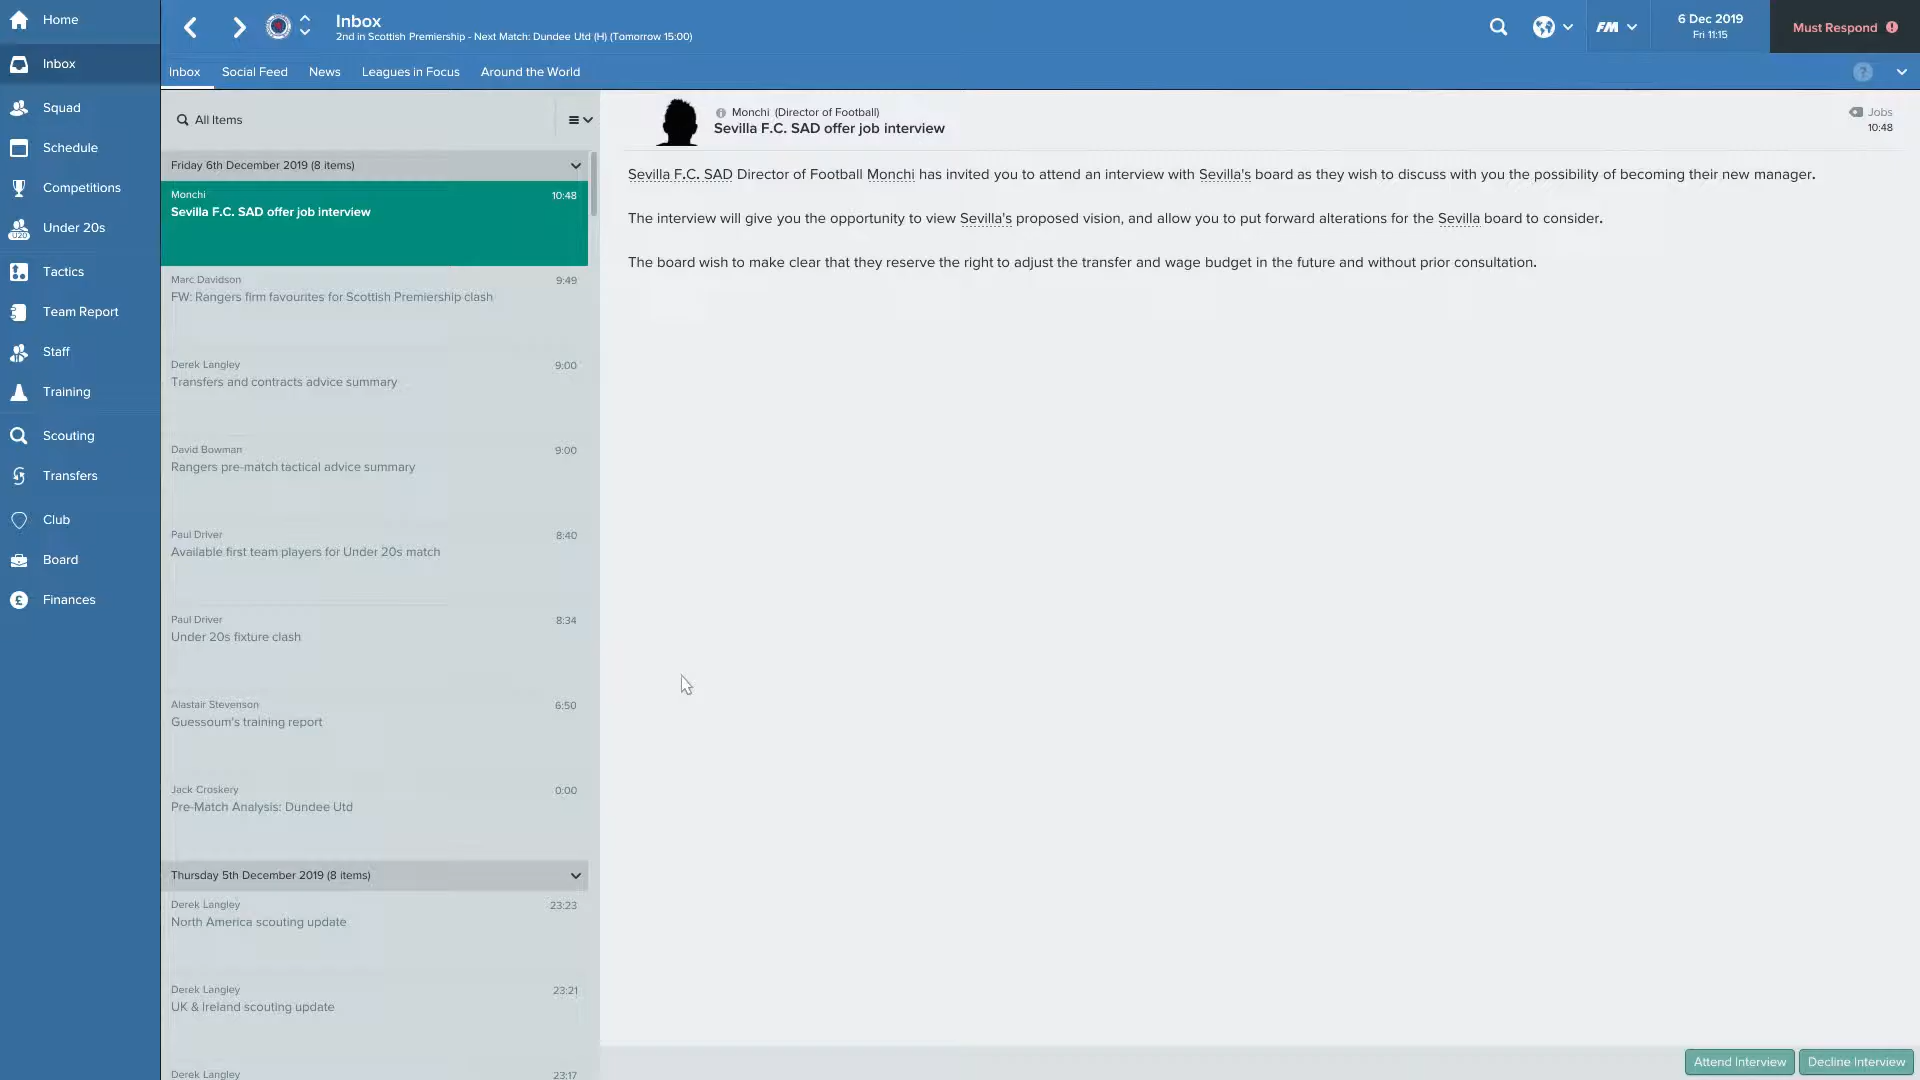 Home
Inbox
Squad
Schedule
Competitions
Under 20s
U20
Tactics
Team Report
Staff
Training
Scouting
Transfers
Club
Board
Finances
Inbox
2nd in Scottish Premiership - Next Match: Dundee Utd (H) (Tomorrow 15:00)
FM
6 Dec 2019
Fri 11:15
Must Respond
Inbox
Social Feed
News
Leagues in Focus
Around the World
?
All Items
Friday 6th December 2019 (8 items)
Monchi 10:48
Sevilla F.C. SAD offer job interview
Marc Davidson 9:49
FW: Rangers firm favourites for Scottish Premiership clash
Derek Langley 9:00
Transfers and contracts advice summary
David Bowman 9:00
Rangers pre-match tactical advice summary
Paul Driver 8:40
Available first team players for Under 20s match
Paul Driver 8:34
Under 20s fixture clash
Alastair Stevenson 6:50
Guessoum's training report
Jack Croskery 0:00
Pre-Match Analysis: Dundee Utd
Thursday 5th December 2019 (8 items)
Derek Langley 23:23
North America scouting update
Derek Langley 23:21
UK & Ireland scouting update
Derek Langley 23:17
Monchi (Director of Football)
Sevilla F.C. SAD offer job interview
Jobs
10:48
Sevilla F.C. SAD Director of Football Monchi has invited you to attend an interview with Sevilla's board as they wish to discuss with you the possibility of becoming their new manager.
The interview will give you the opportunity to view Sevilla's proposed vision, and allow you to put forward alterations for the Sevilla board to consider.
The board wish to make clear that they reserve the right to adjust the transfer and wage budget in the future and without prior consultation.
Attend Interview
Decline Interview